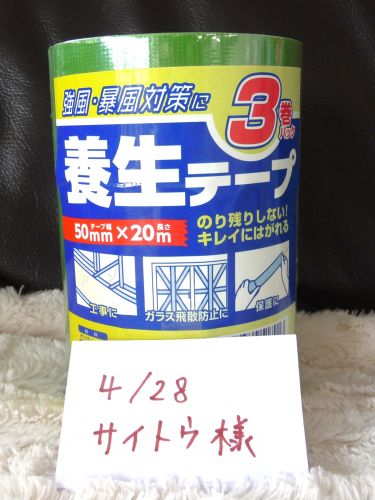 強風・暴風対策に
3巻パック
養生テープ
テープ幅 50mm×20m 長さ
のり残りしない!
キレイにはがれる
工事に
ガラス飛散防止に
保護に
4/28
サイトウ様